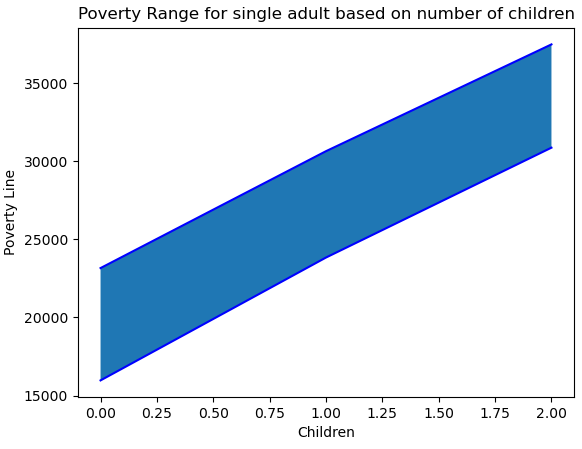 Poverty Range for single adult based on number of children
Poverty Line
35000
30000
25000
20000
15000
0.00 0.25 0.50 0.75 1.00 1.25 1.50 1.75 2.00
Children